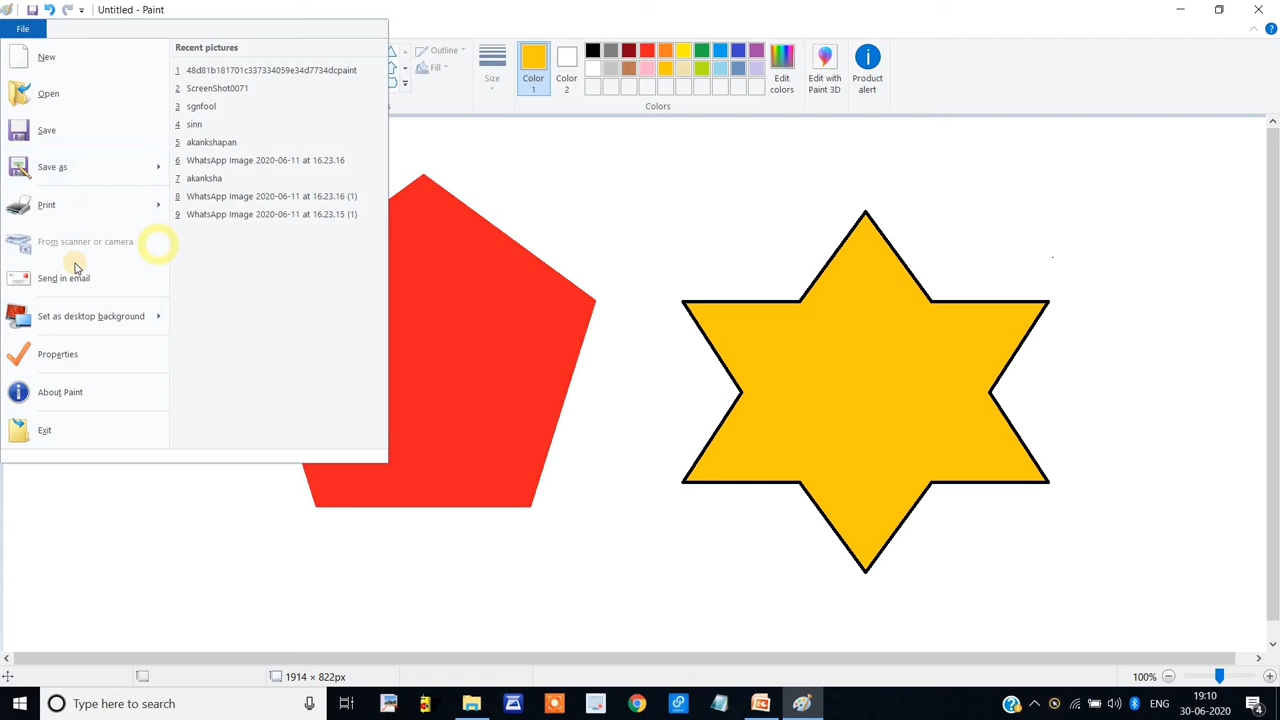 Untitled - Paint
File
New
Open
Save
Save as
Print
From scanner or camera
Send in email
Set as desktop background
Properties
About Paint
Exit
Recent pictures
1 48d81b181701c337334059e34d7734dcpaint
2 ScreenShot0071
3 sgnfool
4 sinn
5 akankshapan
6 WhatsApp Image 2020-06-11 at 16.23.16
7 akanksha
8 WhatsApp Image 2020-06-11 at 16.23.16 (1)
9 WhatsApp Image 2020-06-11 at 16.23.15 (1)
Outline
Fill
Size
Color 1
Color 2
Edit colors
Edit with Paint 3D
Product alert
Colors
1914 × 822px
100%
Type here to search
ENG
19:10
30-06-2020
4